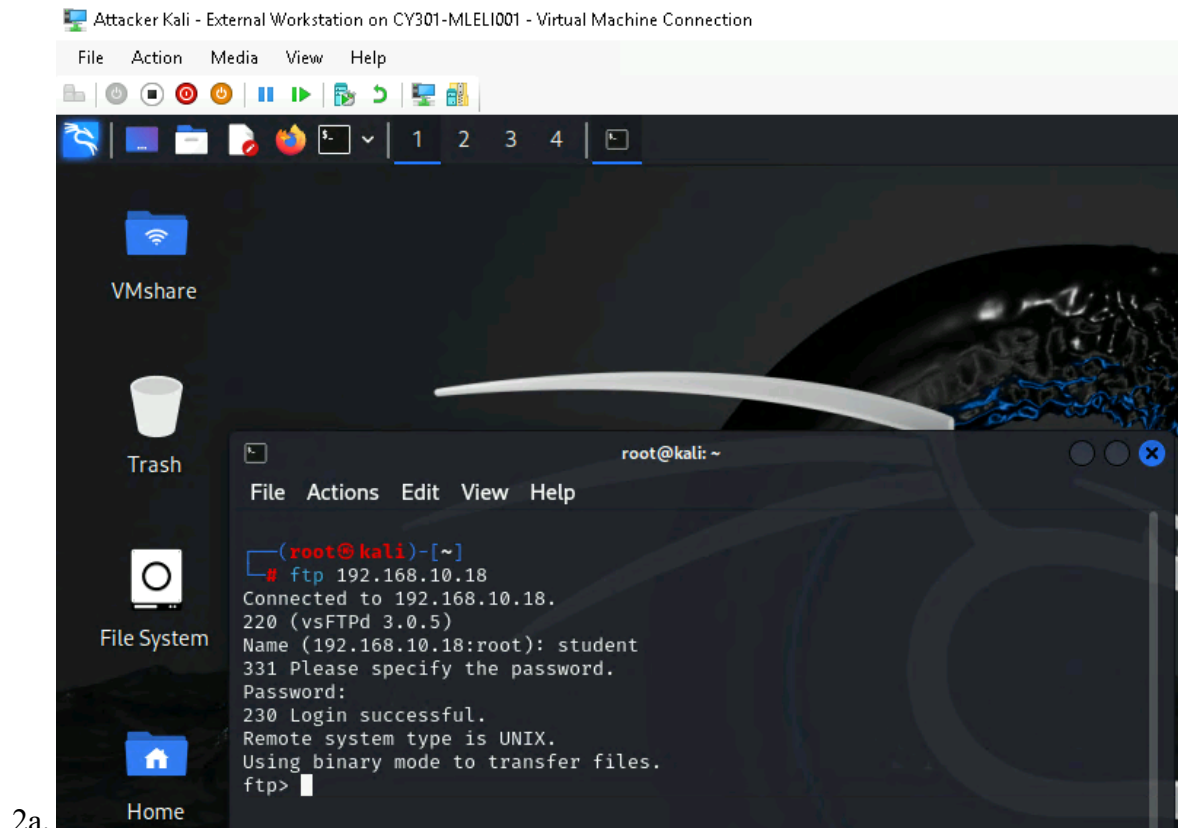 Attacker Kali - External Workstation on CY301-MLELI001 - Virtual Machine Connection
File Action Media View Help
1 2 3 4
VMshare
Trash
root@kali: ~
File Actions Edit View Help
┌──(root㉿kali)-[~]
└─# ftp 192.168.10.18
Connected to 192.168.10.18.
220 (vsFTPd 3.0.5)
Name (192.168.10.18:root): student
331 Please specify the password.
Password:
230 Login successful.
Remote system type is UNIX.
Using binary mode to transfer files.
ftp>
File System
Home
2a.